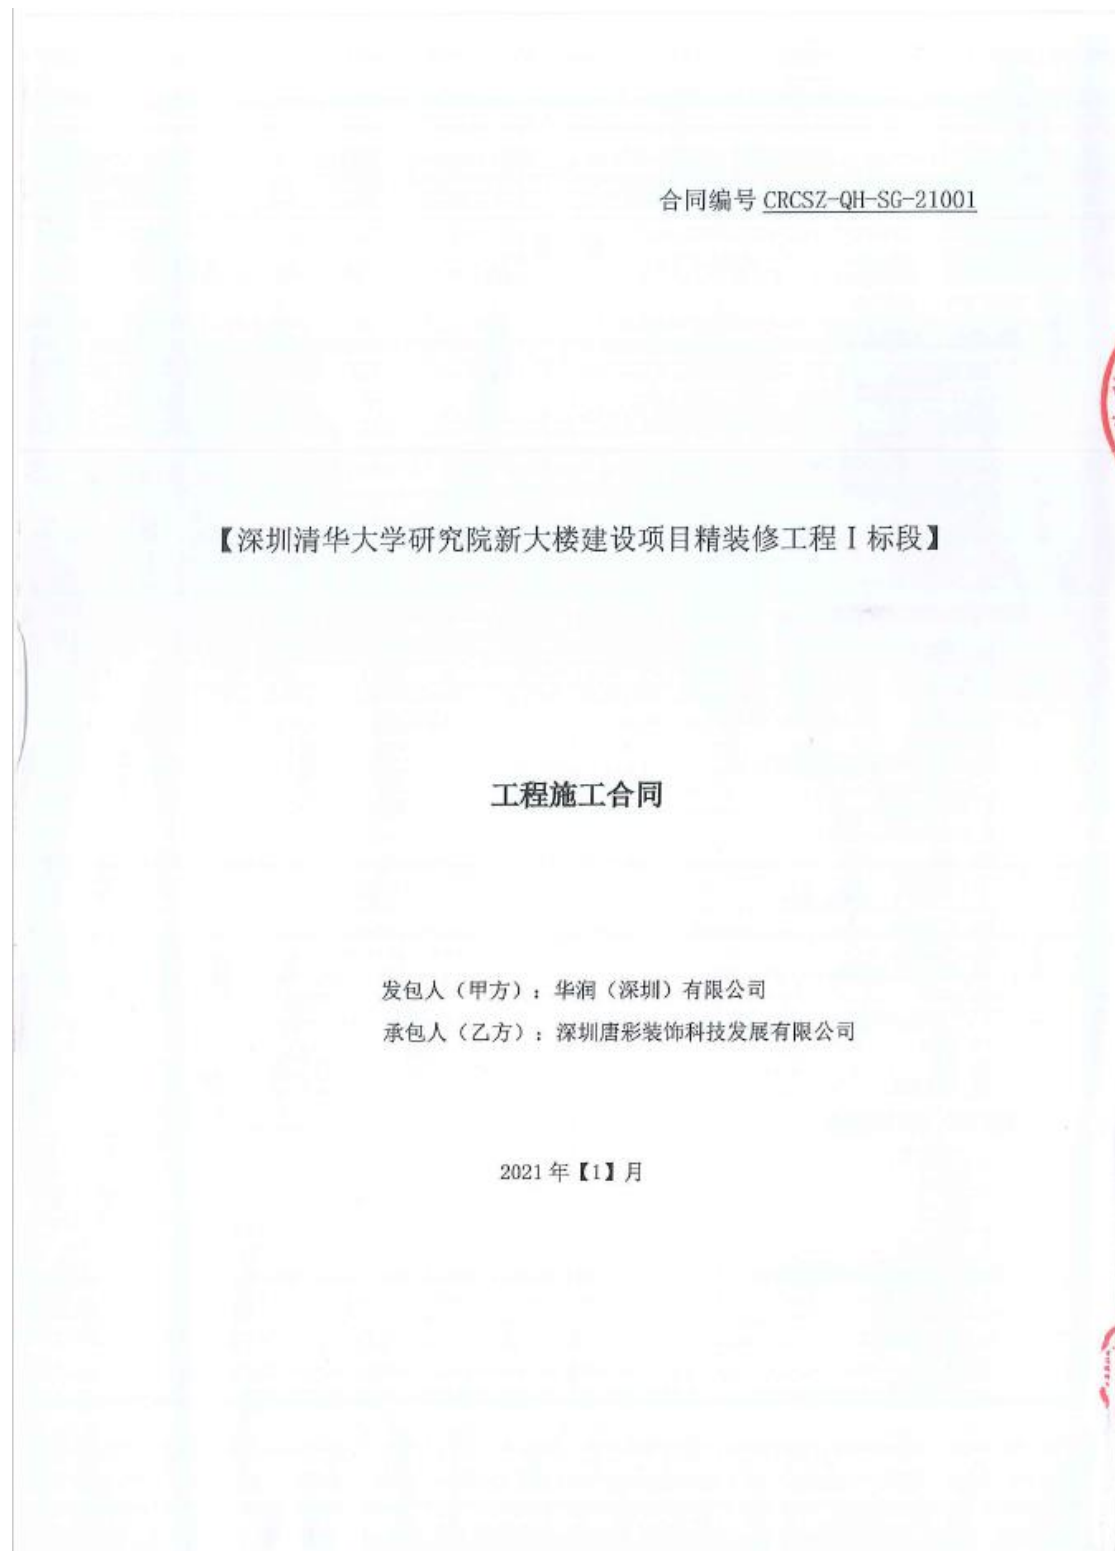 合同编号 CRCSZ-QH-SG-21001
【深圳清华大学研究院新大楼建设项目精装修工程 I 标段】
工程施工合同
发包人（甲方）：华润（深圳）有限公司
承包人（乙方）：深圳唐彩装饰科技发展有限公司
2021 年【1】月